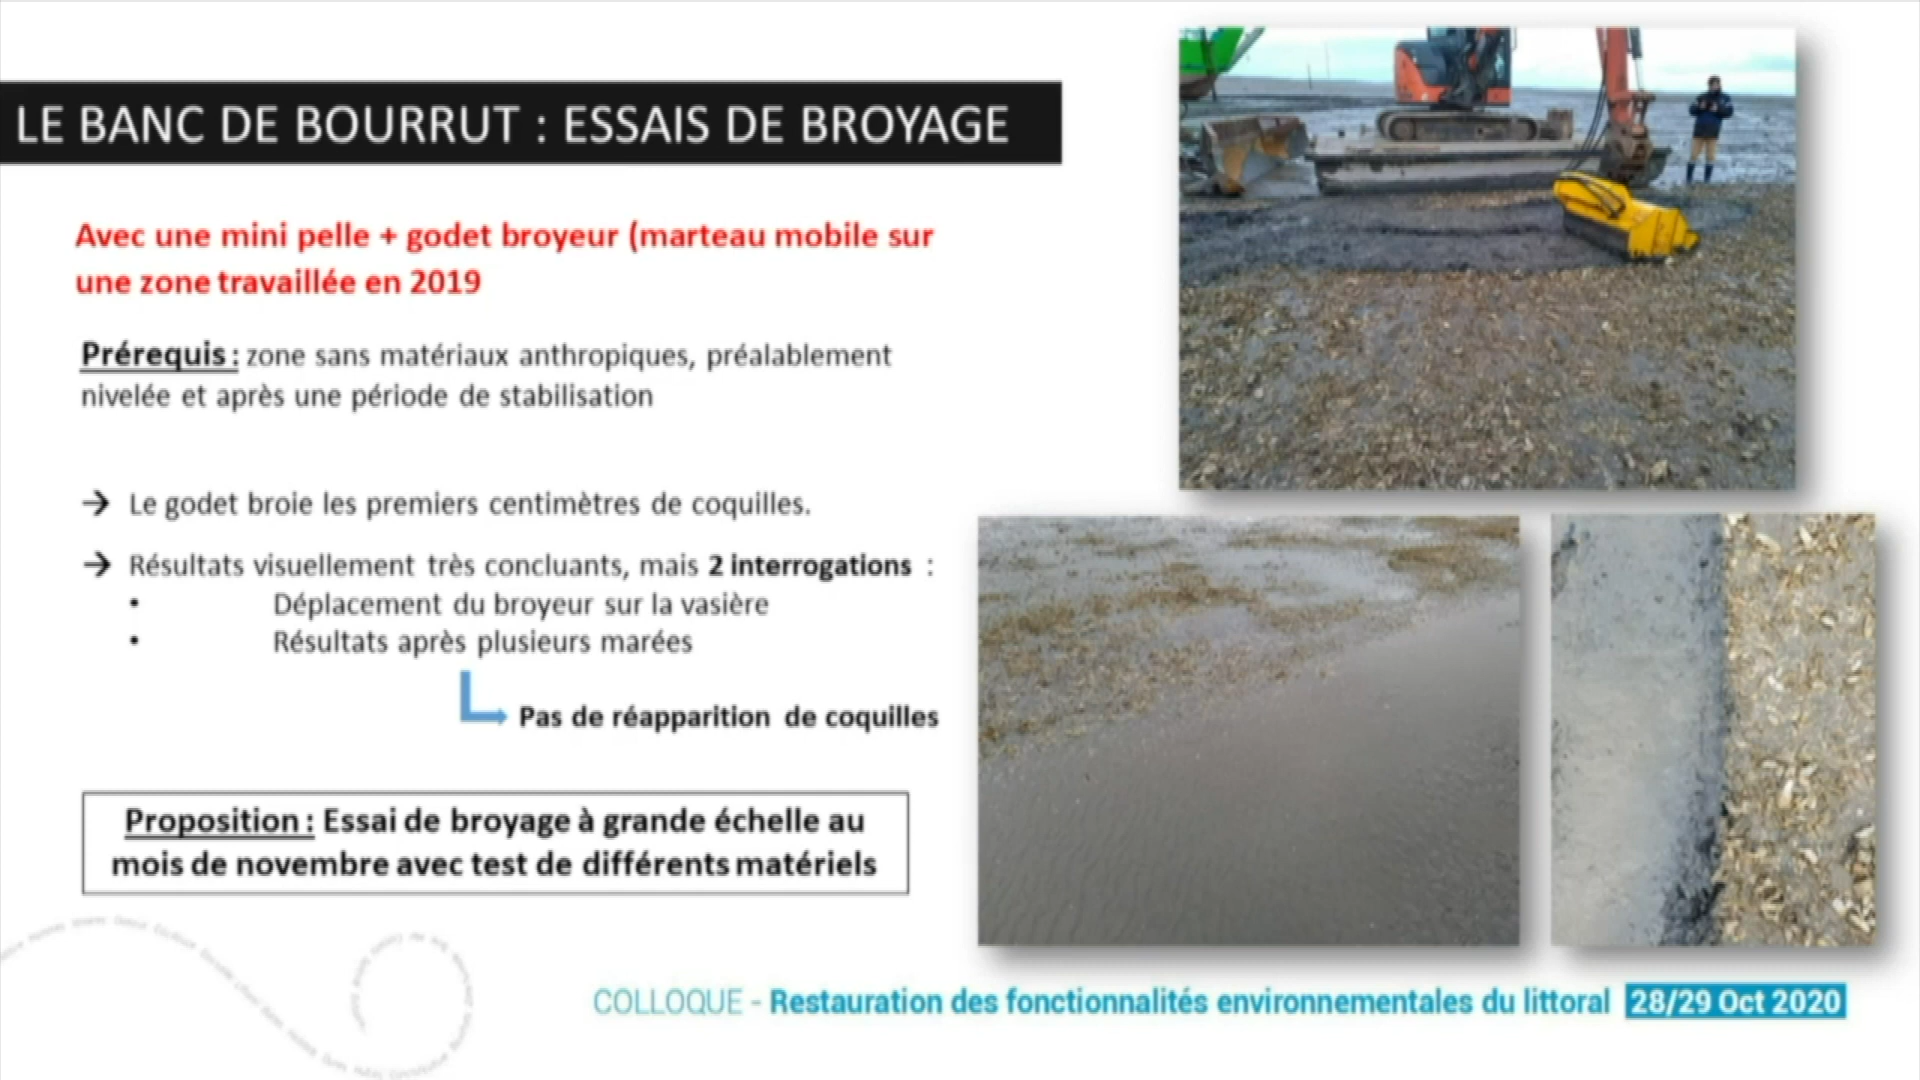 LE BANC DE BOURRUT : ESSAIS DE BROYAGE
Avec une mini pelle + godet broyeur (marteau mobile sur
une zone travaillée en 2019
Prérequis : zone sans matériaux anthropiques, préalablement
nivelée et après une période de stabilisation
→ Le godet broie les premiers centimètres de coquilles.
→ Résultats visuellement très concluants, mais 2 interrogations :
• Déplacement du broyeur sur la vasière
• Résultats après plusieurs marées
Pas de réapparition de coquilles
Proposition : Essai de broyage à grande échelle au
mois de novembre avec test de différents matériels
COLLOQUE - Restauration des fonctionnalités environnementales du littoral 28/29 Oct 2020